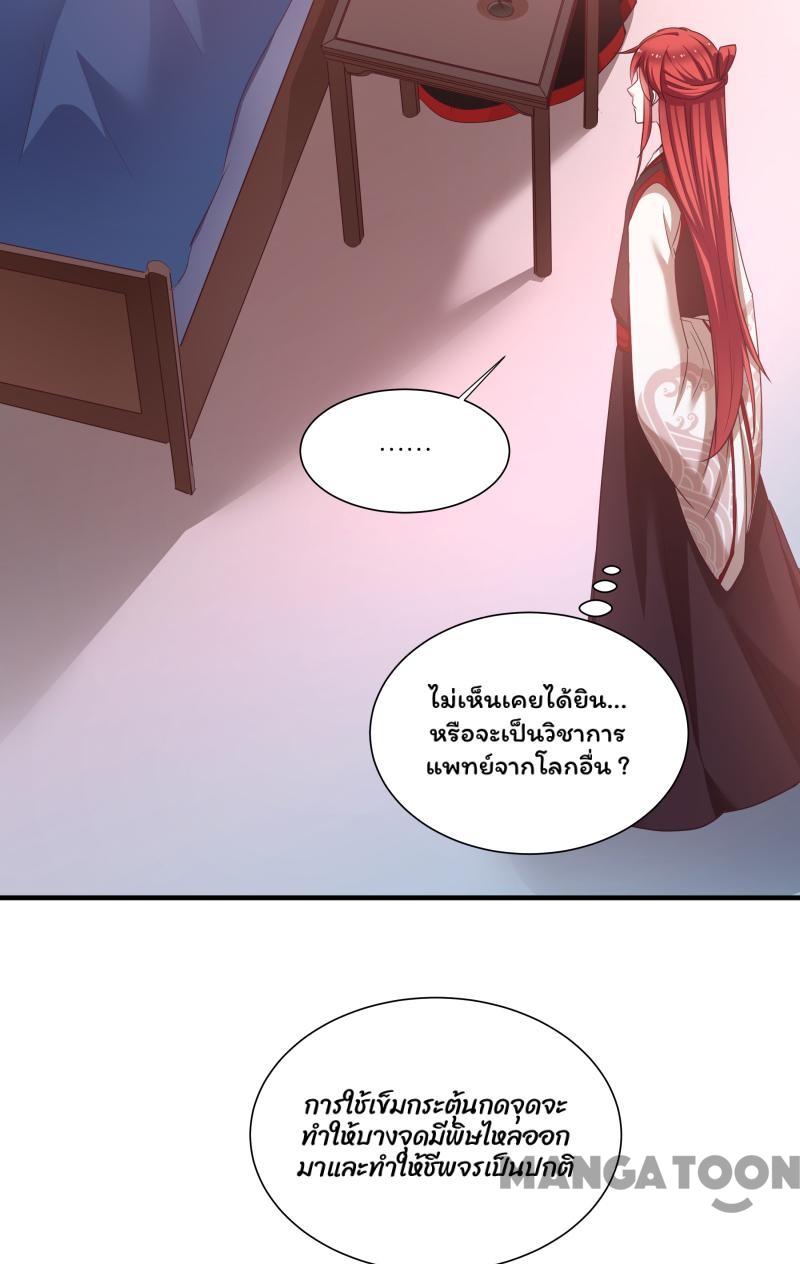 ......
ไม่เห็นเคยได้ยิน...
หรือจะเป็นวิชาการ
แพทย์จากโลกอื่น ?
การใช้เข็มกระตุ้นกดจุดจะ
ทำให้บางจุดมีพิษไหลออก
มาและทำให้ชีพจรเป็นปกติ
MANGATOON